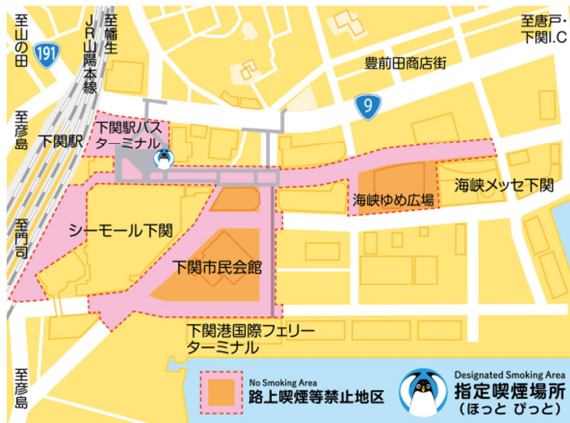 至山の田
191
JR山陽本線
至幡生
至唐戸・
下関I.C
豊前田商店街
9
至彦島
下関駅
下関駅バス
ターミナル
海峡ゆめ広場
海峡メッセ下関
シーモール下関
至門司
下関市民会館
下関港国際フェリー
ターミナル
至彦島
No Smoking Area
路上喫煙等禁止地区
Designated Smoking Area
指定喫煙場所
(ほっと ぴっと)